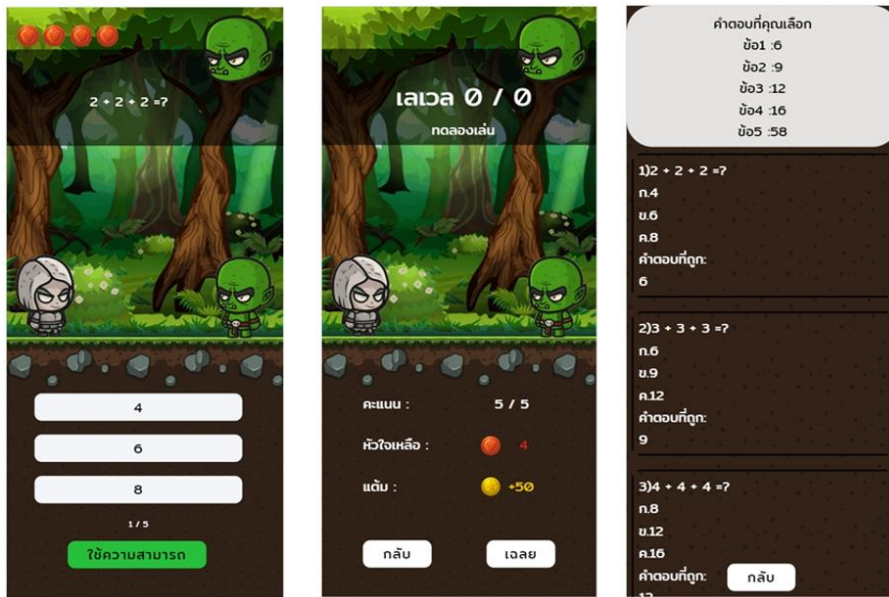 2 + 2 + 2 =?
4
6
8
1 / 5
ใช้ความสามารถ
เลเวล 0 / 0
ทดลองเล่น
คะแนน : 5 / 5
หัวใจเหลือ : 4
แต้ม : +50
กลับ เฉลย
คำตอบที่คุณเลือก
ข้อ1 :6
ข้อ2 :9
ข้อ3 :12
ข้อ4 :16
ข้อ5 :58
1)2 + 2 + 2 =?
ก.4
ข.6
ค.8
คำตอบที่ถูก:
6
2)3 + 3 + 3 =?
ก.6
ข.9
ค.12
คำตอบที่ถูก:
9
3)4 + 4 + 4 =?
ก.8
ข.12
ค.16
คำตอบที่ถูก:
กลับ
12